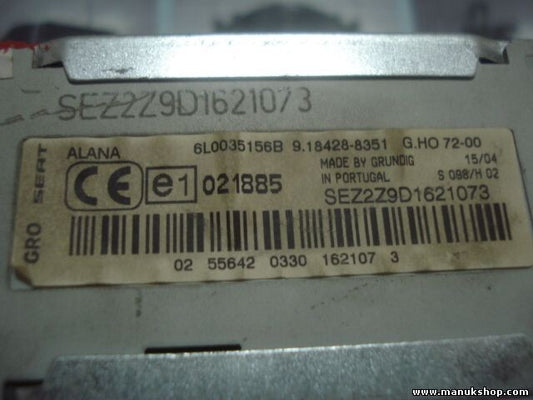 SEZ2Z9D1621073
ALANA 6L0035156B 9.18428-8351 G.HO 72-00
MADE BY GRUNDIG 15/04
IN PORTUGAL S 088/H 02
GRO SEAT
CE e1 021885
SEZ2Z9D1621073
02 55642 0330 162107 3
www.manukshop.com